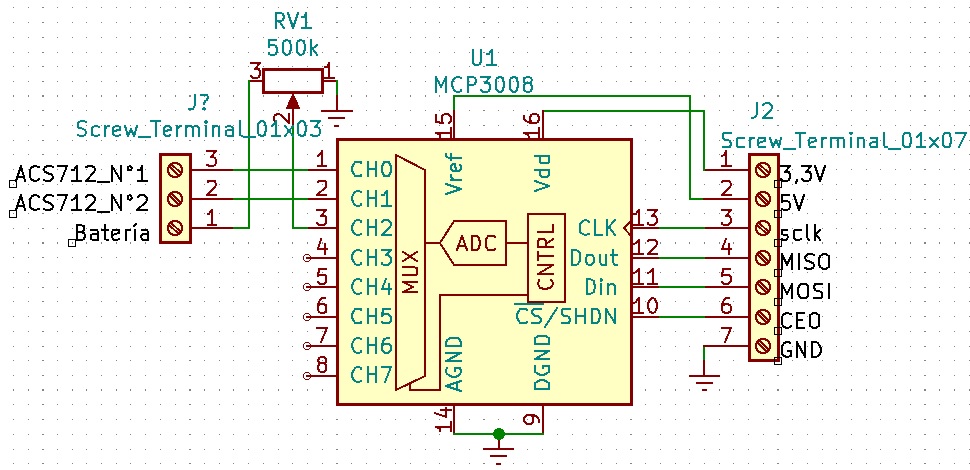 RV1
500k
3
1
2
U1
MCP3008
J?
Screw_Terminal_01x03
J2
Screw_Terminal_01x07
15
16
Vref
Vdd
ACS712_N°1
3
1
CH0
ACS712_N°2
2
2
CH1
Batería
1
3
CH2
4
CH3
5
CH4
6
CH5
7
CH6
8
CH7
MUX
ADC
CNTRL
CLK
13
Dout
12
Din
11
CS/SHDN
10
AGND
DGND
14
9
1
3,3V
2
5V
3
sclk
4
MISO
5
MOSI
6
CEO
7
GND